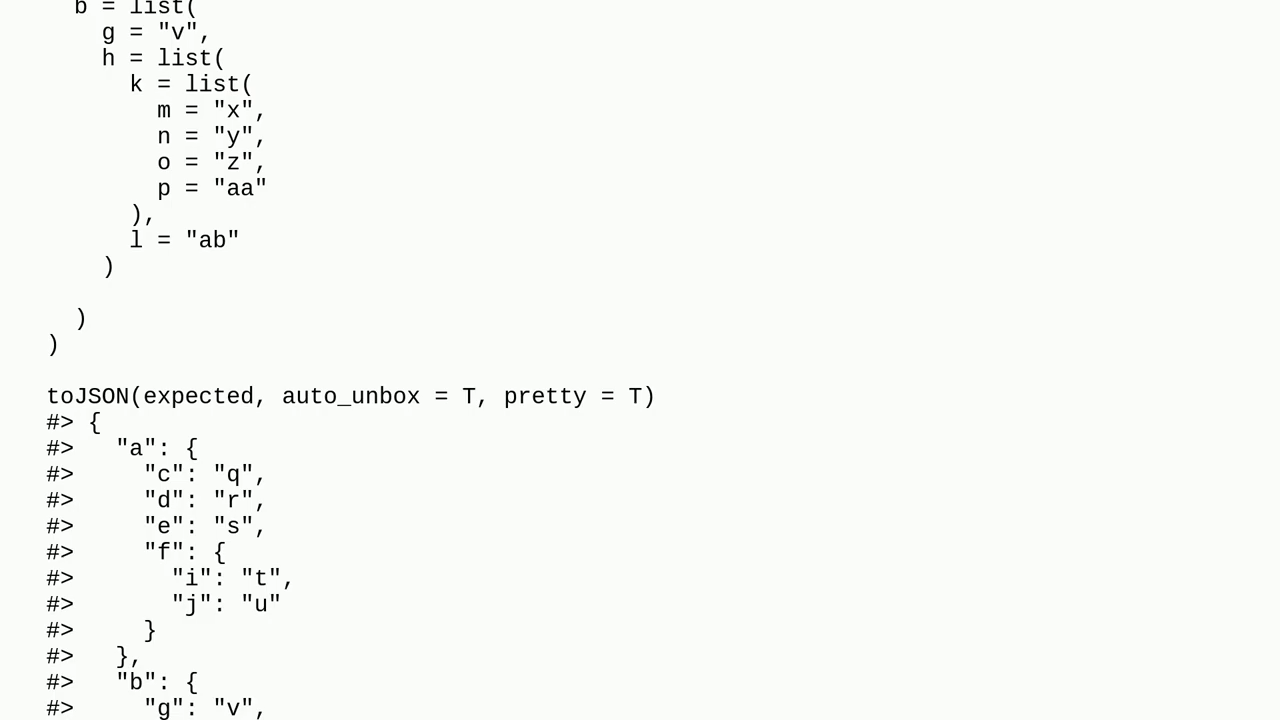 b = list(
g = "v",
h = list(
k = list(
m = "x",
n = "y",
o = "z",
p = "aa"
),
l = "ab"
)
)
)
toJSON(expected, auto_unbox = T, pretty = T)
#> {
#>   "a": {
#>     "c": "q",
#>     "d": "r",
#>     "e": "s",
#>     "f": {
#>       "i": "t",
#>       "j": "u"
#>     }
#>   },
#>   "b": {
#>     "g": "v",